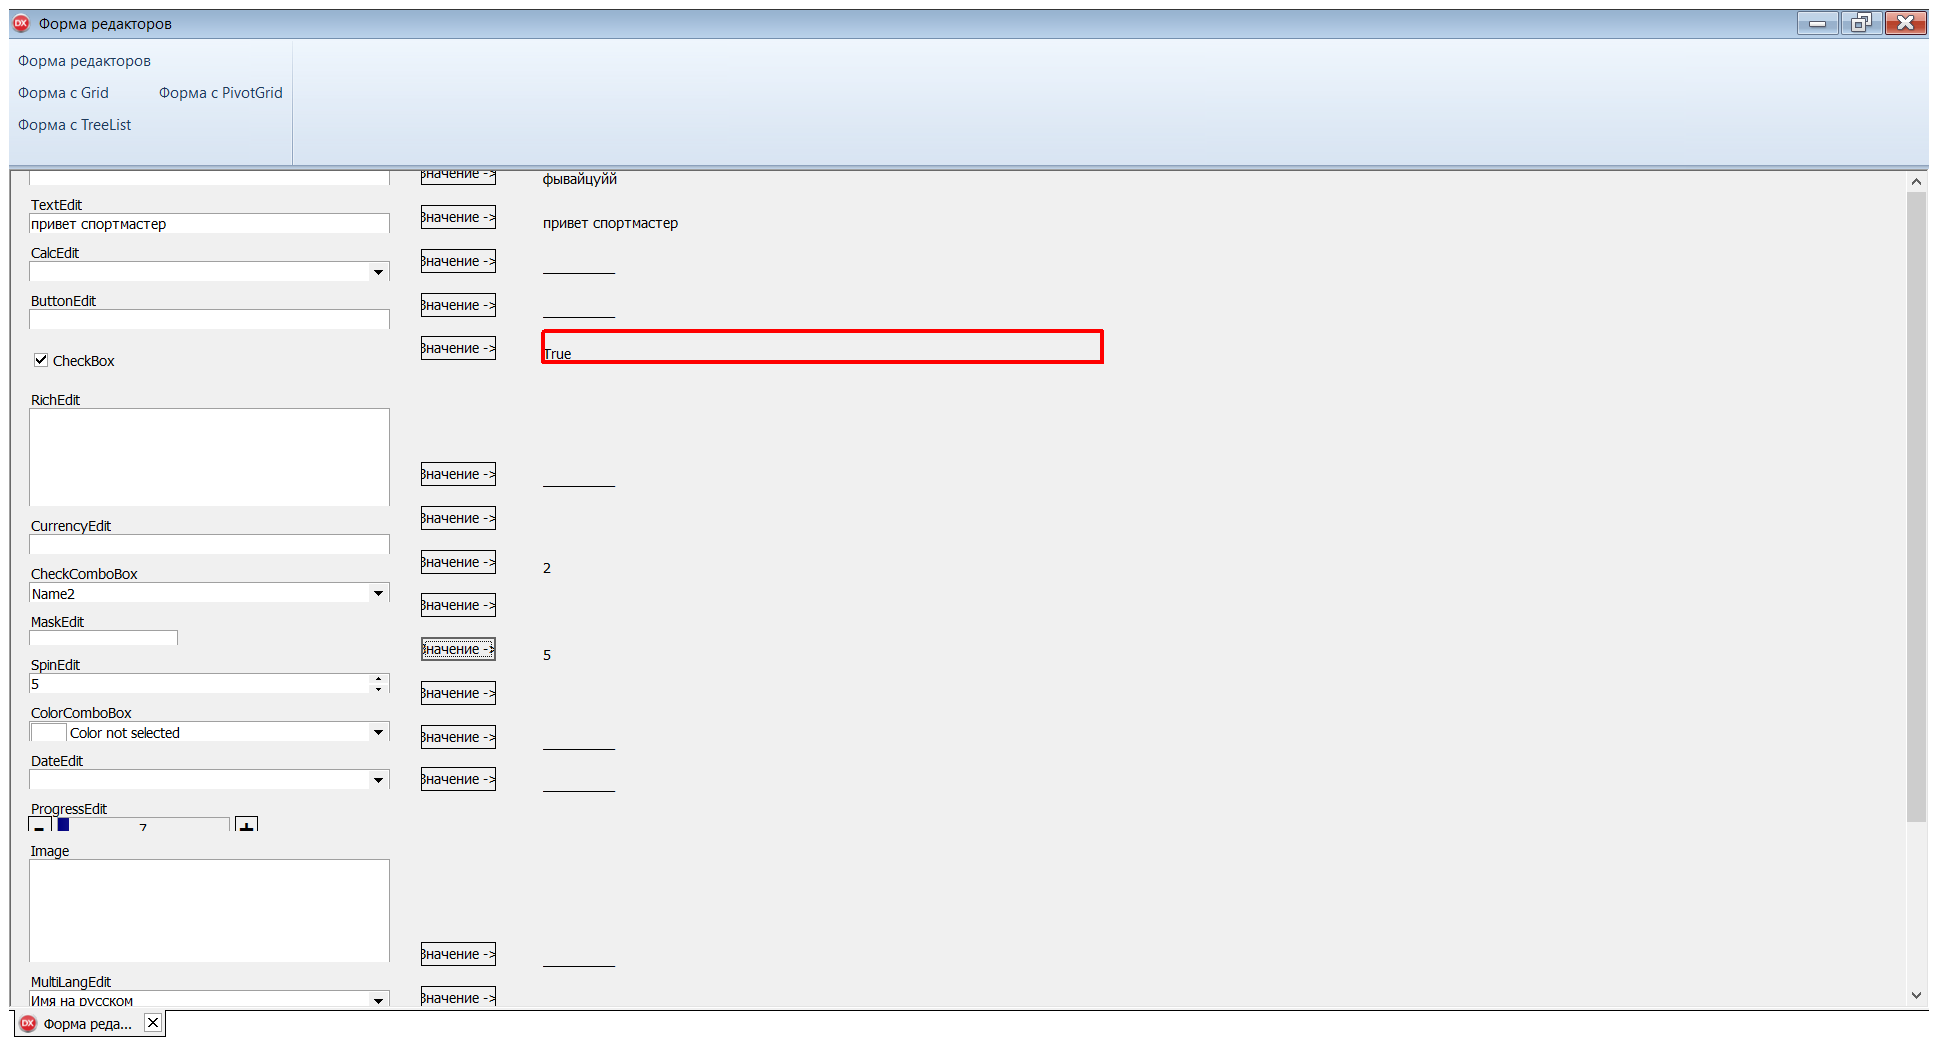 Форма редакторов
Форма редакторов
Форма с Grid
Форма с PivotGrid
Форма с TreeList
Значение ->
фывайцуйй
TextEdit
привет спортмастер
Значение ->
привет спортмастер
CalcEdit
Значение ->
ButtonEdit
Значение ->
CheckBox
Значение ->
True
RichEdit
Значение ->
CurrencyEdit
Значение ->
CheckComboBox
Name2
Значение ->
2
MaskEdit
Значение ->
SpinEdit
5
Значение ->
5
ColorComboBox
Color not selected
Значение ->
DateEdit
Значение ->
ProgressEdit
- 7 +
Значение ->
Image
Значение ->
MultiLangEdit
Имя на русском
Значение ->
Форма реда...